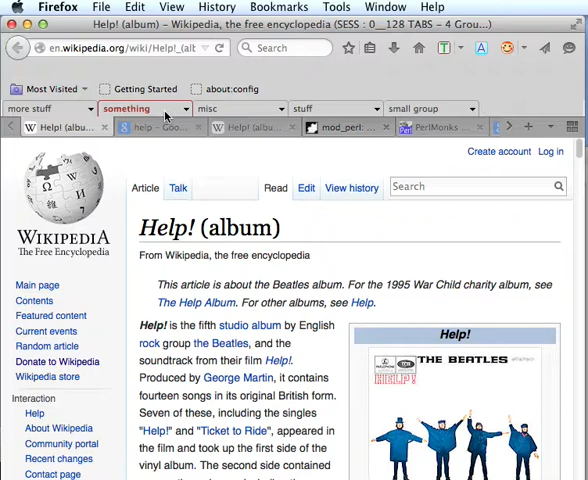 Firefox File Edit View History Bookmarks Tools Window Help
Help! (album) - Wikipedia, the free encyclopedia (SESS : 0__128 TABS – 4 Grou...)
en.wikipedia.org/wiki/Help!_(alb
Search
Most Visited Getting Started about:config
more stuff something misc stuff small group
Help! (albu... help – Goo... Help! (albu... mod_perl: ... PerlMonks
Create account Log in
Article Talk Read Edit View history Search
WIKIPEDIA
The Free Encyclopedia
Main page
Contents
Featured content
Current events
Random article
Donate to Wikipedia
Wikipedia store
Interaction
Help
About Wikipedia
Community portal
Recent changes
Contact page
Help! (album)
From Wikipedia, the free encyclopedia
This article is about the Beatles album. For the 1995 War Child charity album, see
The Help Album. For other albums, see Help.
Help! is the fifth studio album by English
rock group the Beatles, and the
soundtrack from their film Help!.
Produced by George Martin, it contains
fourteen songs in its original British form.
Seven of these, including the singles
"Help!" and "Ticket to Ride", appeared in
the film and took up the first side of the
vinyl album. The second side contained
Help!
THE BEATLES
HELP!